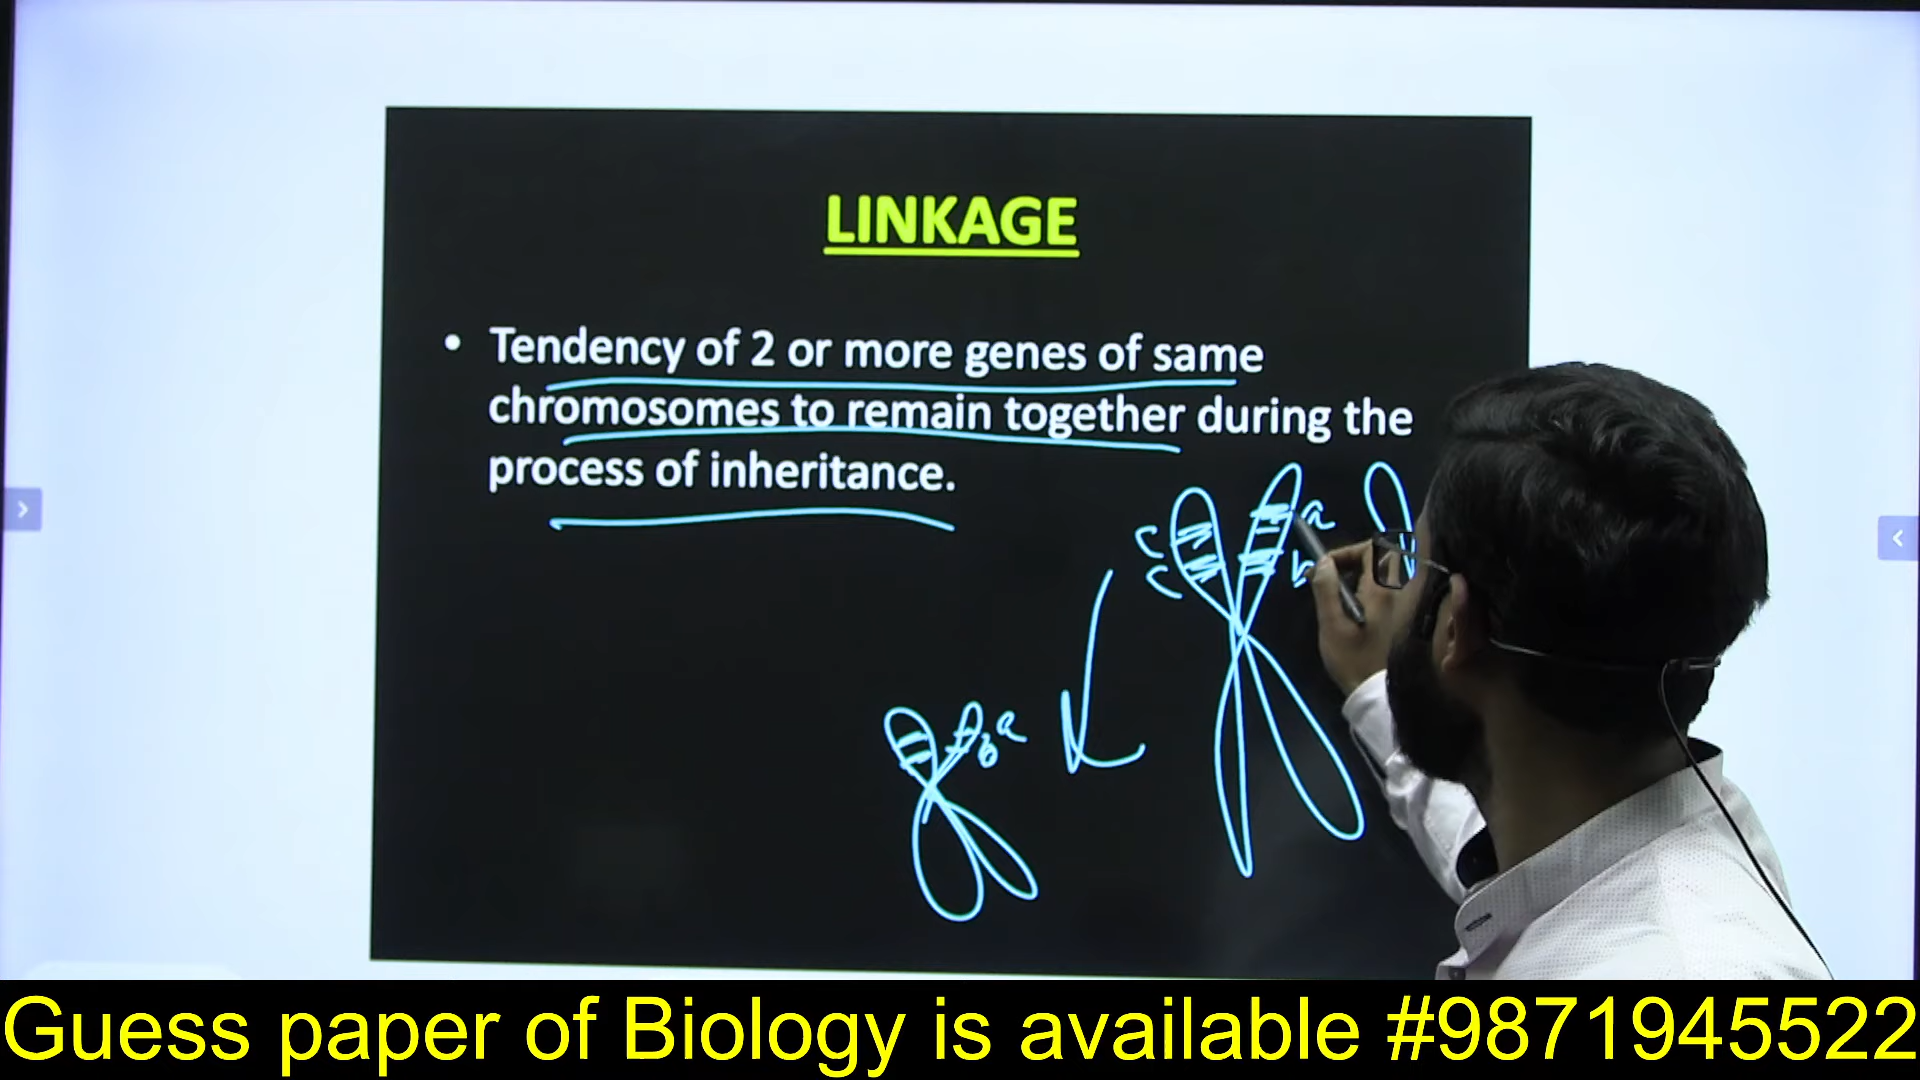 LINKAGE
• Tendency of 2 or more genes of same
chromosomes to remain together during the
process of inheritance.
a
b
C
C
a
b
Guess paper of Biology is available #9871945522